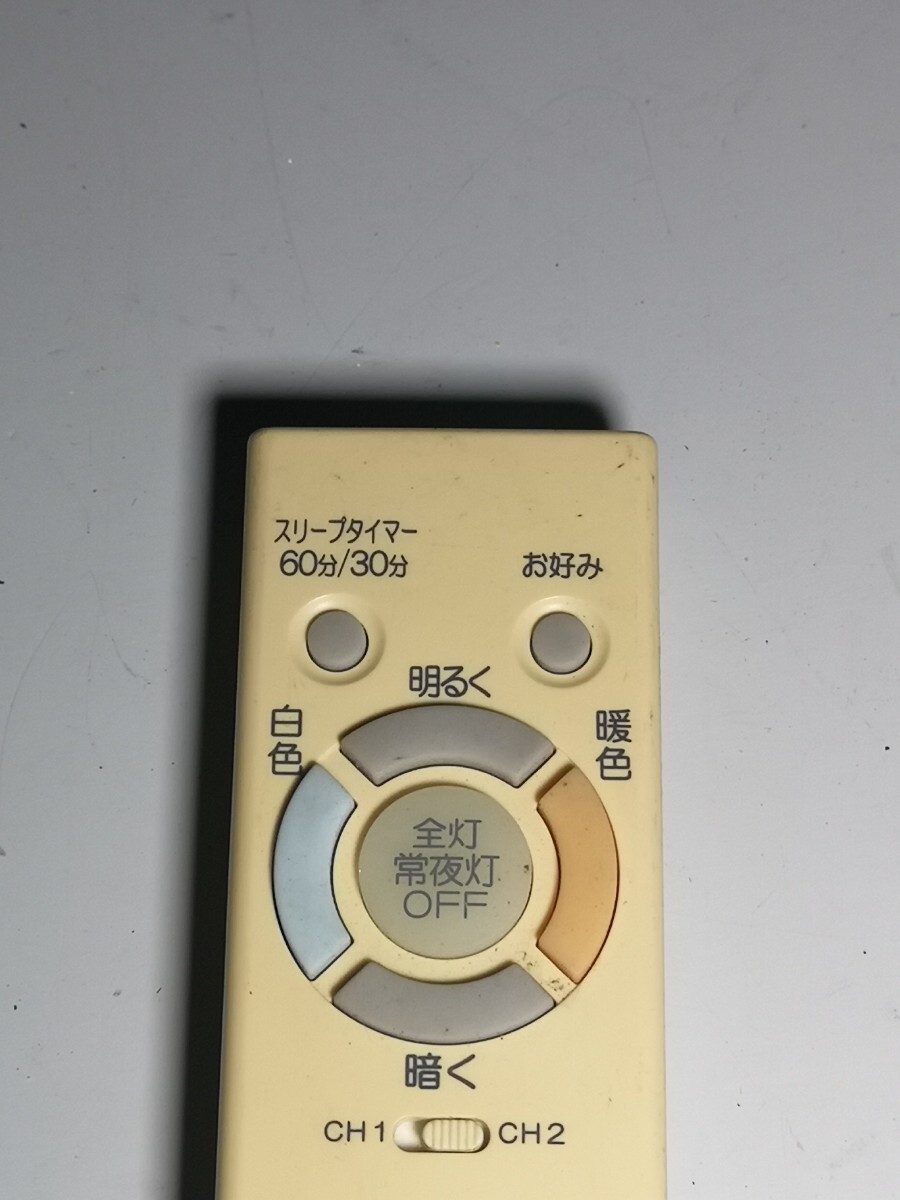 スリープタイマー
60分/30分
お好み
明るく
白色
暖色
全灯
常夜灯
OFF
暗く
CH1
CH2